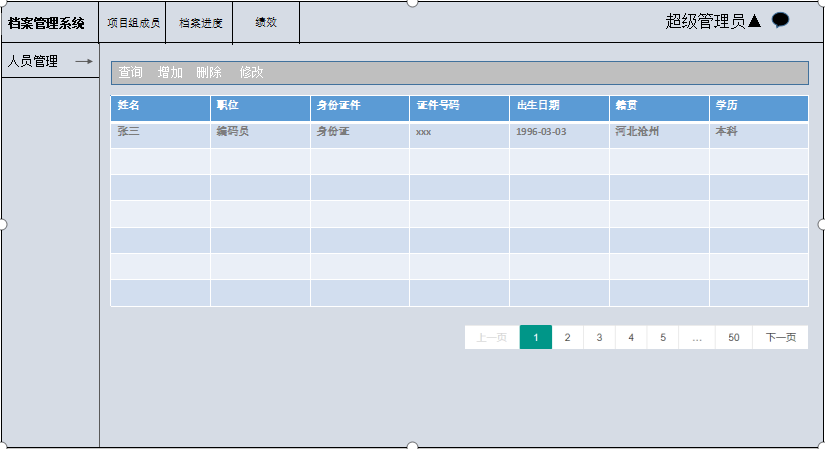 档案管理系统 项目组成员 档案进度 绩效 超级管理员▲
人员管理 →
查询 增加 删除 修改
姓名 职位 身份证件 证件号码 出生日期 籍贯 学历
张三 编码员 身份证 xxx 1996-03-03 河北沧州 本科
上一页 1 2 3 4 5 … 50 下一页